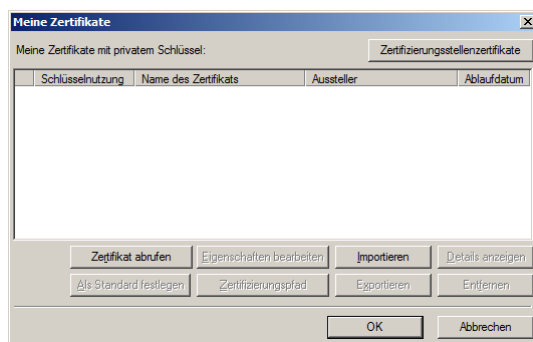 Meine Zertifikate
Meine Zertifikate mit privatem Schlüssel: Zertifizierungsstellenzertifikate
Schlüsselnutzung Name des Zertifikats Aussteller Ablaufdatum
Zertifikat abrufen Eigenschaften bearbeiten Importieren Details anzeigen
Als Standard festlegen Zertifizierungspfad Exportieren Entfernen
OK Abbrechen